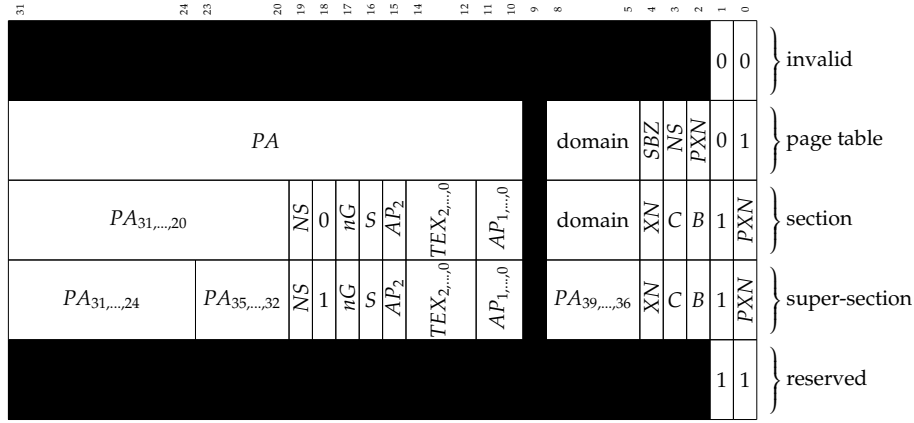 31 24 23 20 19 18 17 16 15 14 12 11 10 9 8 5 4 3 2 1 0
0 0 invalid
PA domain SBZ NS PXN 0 1 page table
PA31,...,20 NS 0 nG S AP2 TEX2,...,0 AP1,...,0 domain XN C B 1 PXN section
PA31,...,24 PA35,...,32 NS 1 nG S AP2 TEX2,...,0 AP1,...,0 PA39,...,36 XN C B 1 PXN super-section
1 1 reserved